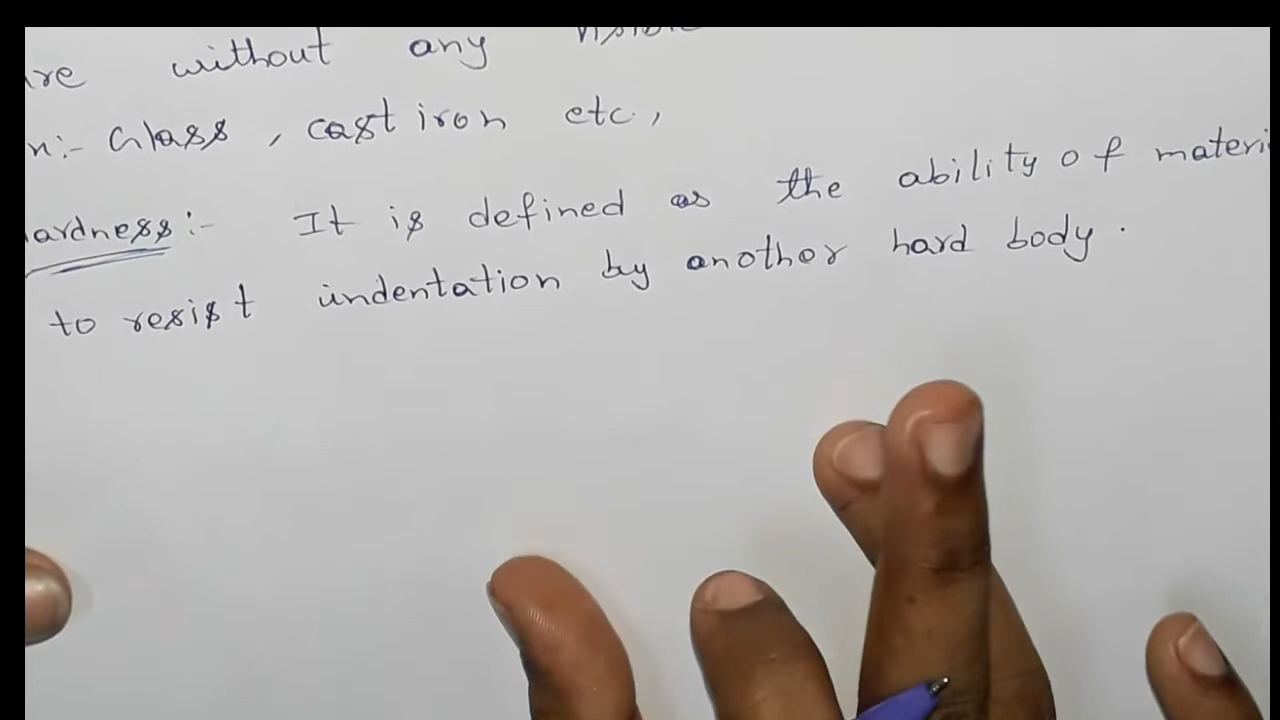 without any
n:- Glass, cast iron etc,
ardness:- It is defined as the ability of materi
to resist indentation by another hard body.